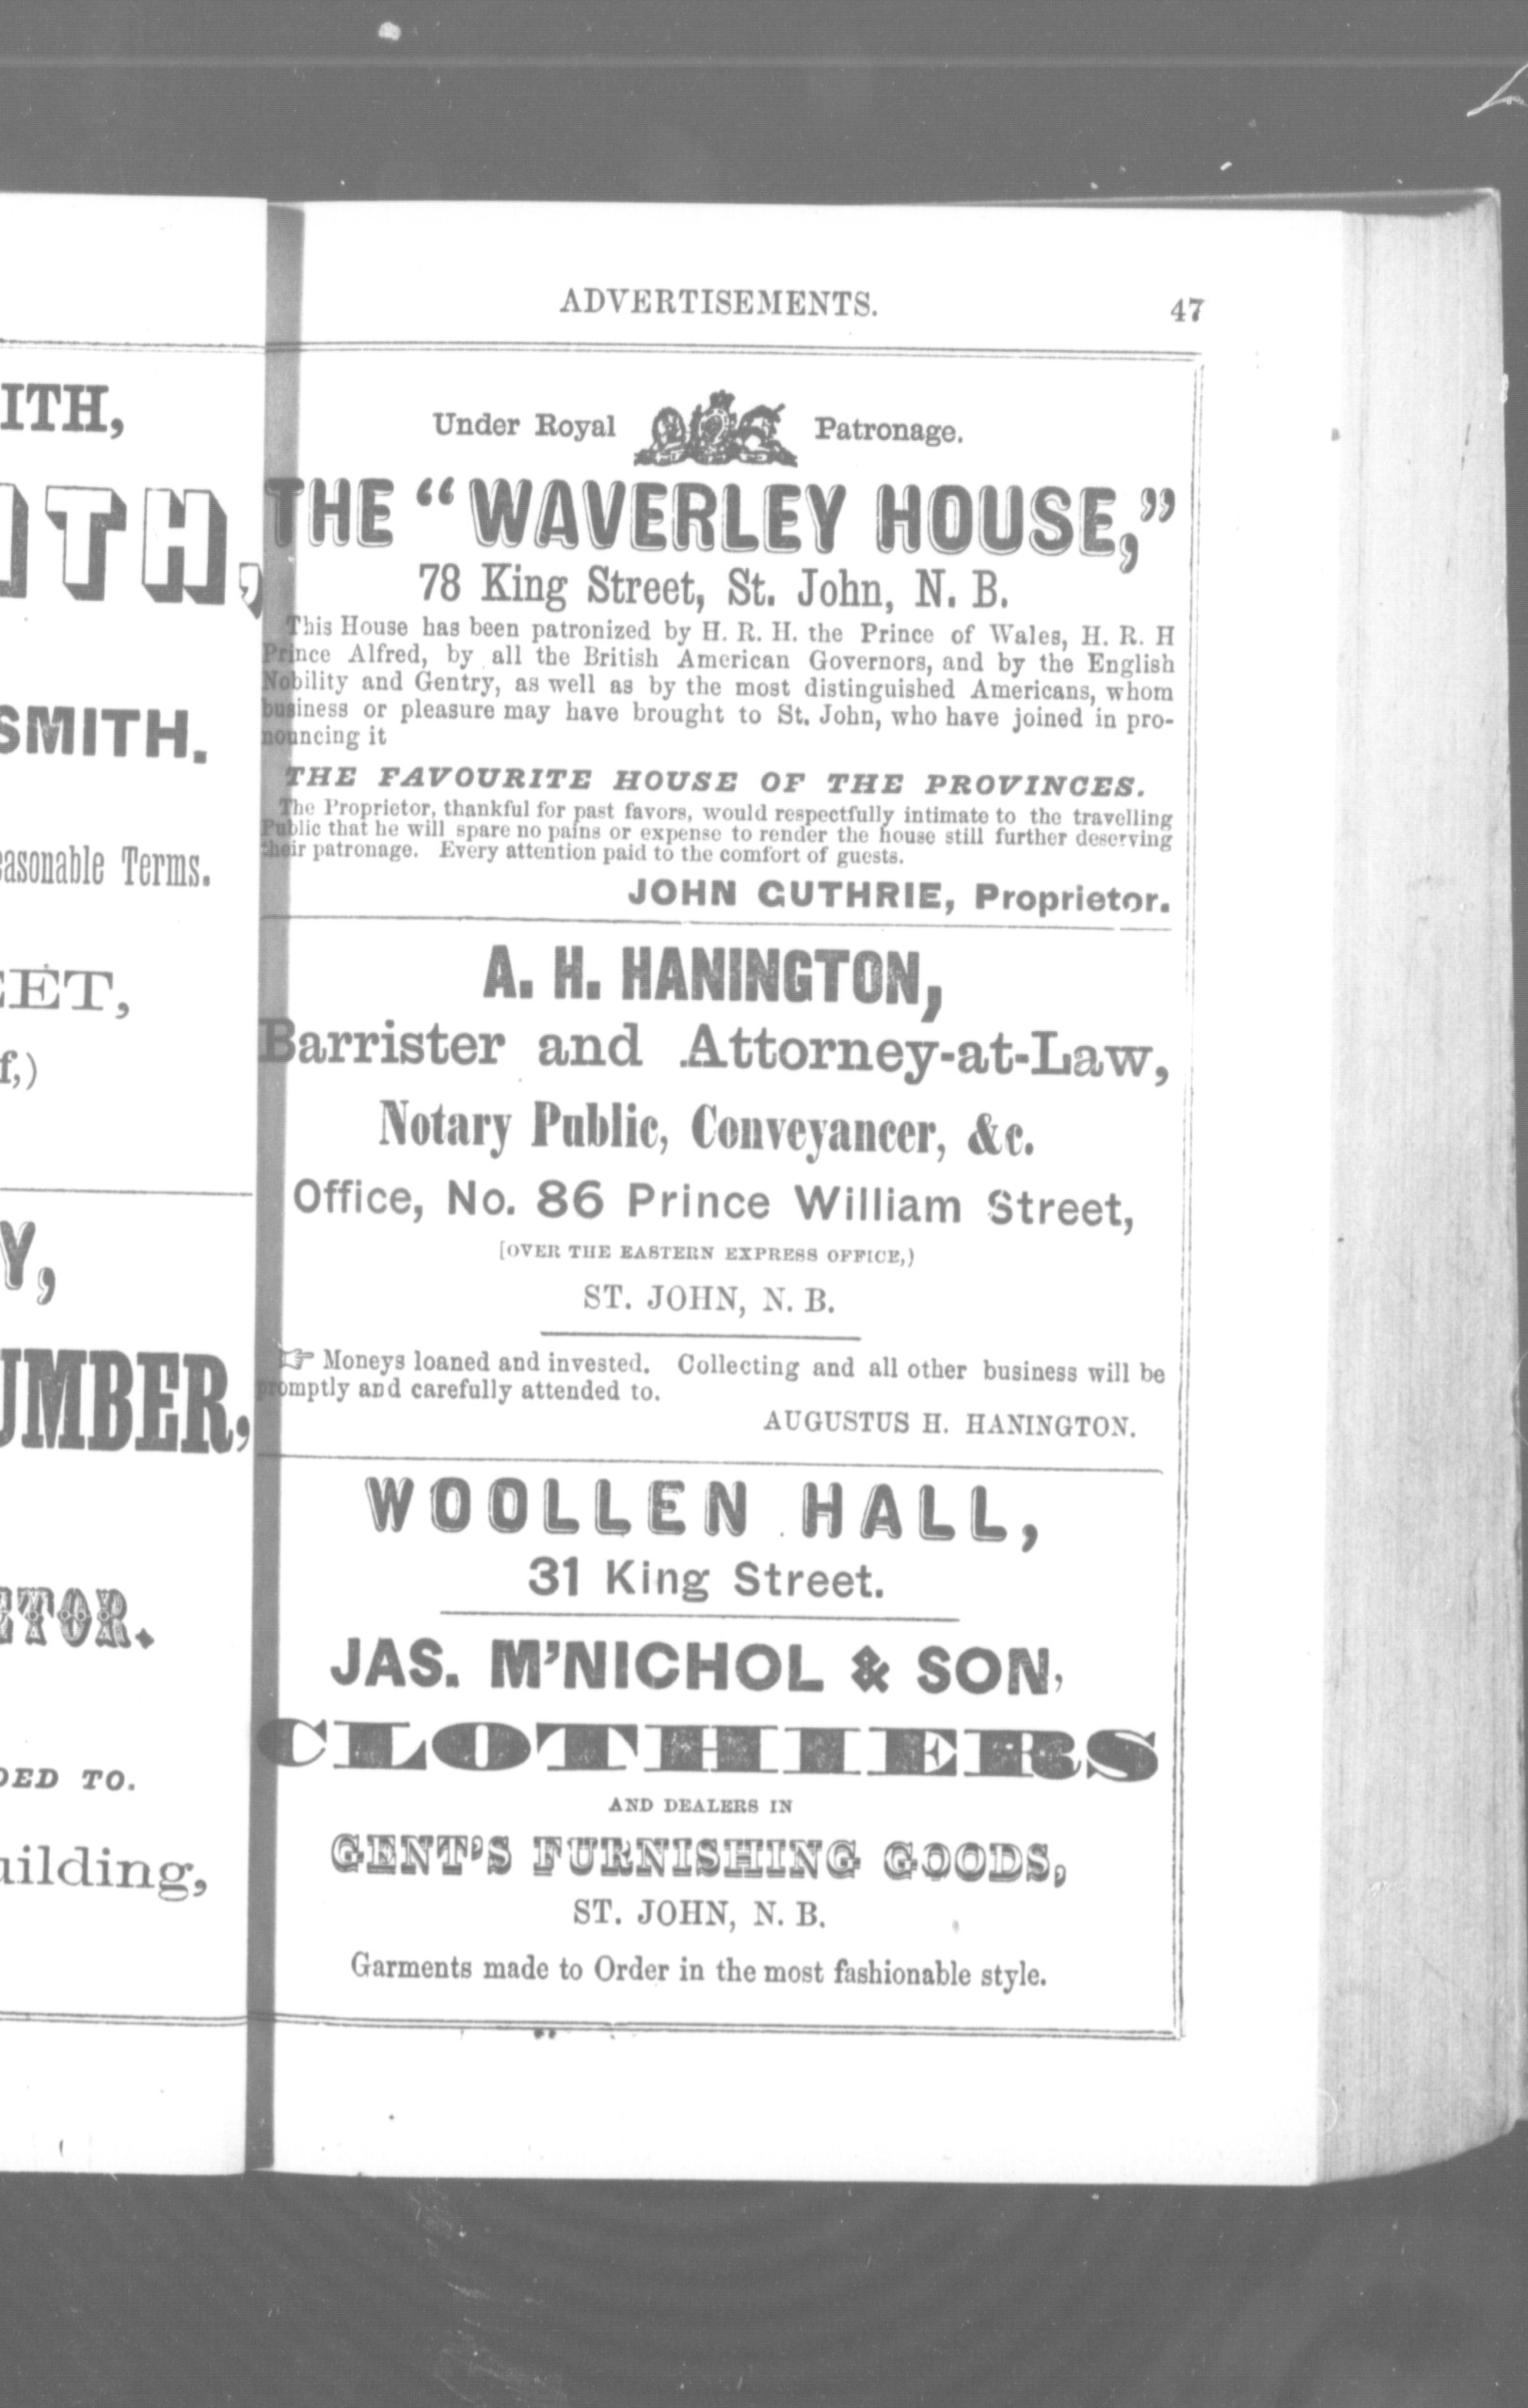 ITH,
ITH,
SMITH.
Terms.
f,)
Y,
DED TO.
ADVERTISEMENTS. 47
Under Royal Patronage.
THE “WAVERLEY HOUSE,”
78 King Street, St. John, N. B.
This House has been patronized by H. R. H. the Prince of Wales, H. R. H
Prince Alfred, by all the British American Governors, and by the English
Nobility and Gentry, as well as by the most distinguished Americans, whom
business or pleasure may have brought to St. John, who have joined in pro-
nouncing it
THE FAVOURITE HOUSE OF THE PROVINCES.
The Proprietor, thankful for past favors, would respectfully intimate to the travelling
Public that he will spare no pains or expense to render the house still further deserving
their patronage. Every attention paid to the comfort of guests.
JOHN GUTHRIE, Proprietor.
A. H. HANINGTON,
Barrister and Attorney-at-Law,
Notary Public, Conveyancer, &c.
Office, No. 86 Prince William Street,
[OVER THE EASTERN EXPRESS OFFICE,)
ST. JOHN, N. B.
☞ Moneys loaned and invested. Collecting and all other business will be
promptly and carefully attended to.
AUGUSTUS H. HANINGTON.
WOOLLEN HALL,
31 King Street.
JAS. M’NICHOL & SON,
CLOTHIERS
AND DEALERS IN
GENT’S FURNISHING GOODS,
ST. JOHN, N. B.
Garments made to Order in the most fashionable style.